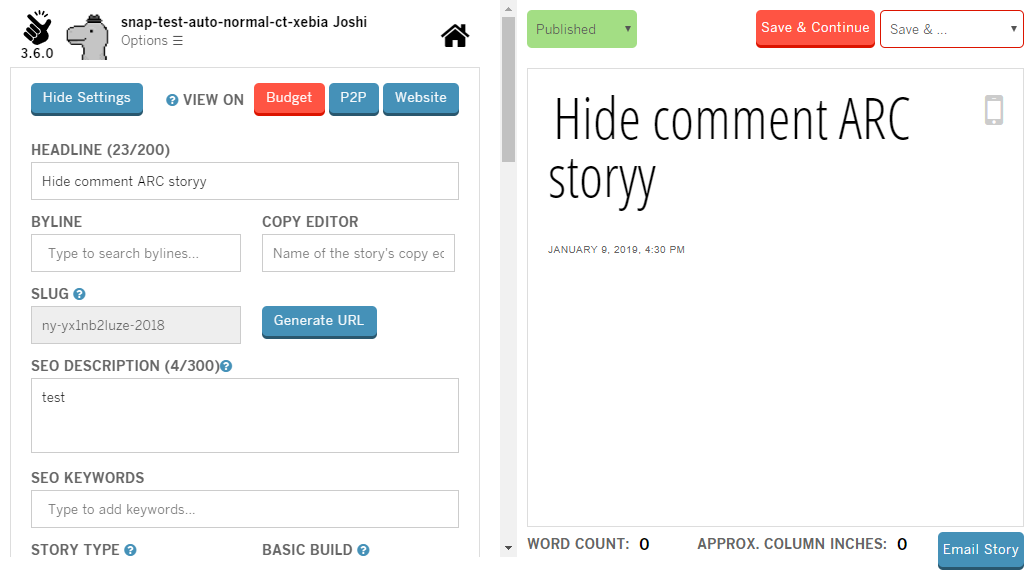 3.6.0
snap-test-auto-normal-ct-xebia Joshi
Options ☰
Hide Settings
VIEW ON
Budget
P2P
Website
HEADLINE (23/200)
Hide comment ARC storyy
BYLINE
COPY EDITOR
Type to search bylines...
Name of the story's copy ec
SLUG
ny-yx1nb2luze-2018
Generate URL
SEO DESCRIPTION (4/300)
test
SEO KEYWORDS
Type to add keywords...
STORY TYPE
BASIC BUILD
Published
Save & Continue
Save & ...
Hide comment ARC
storyy
JANUARY 9, 2019, 4:30 PM
WORD COUNT: 0
APPROX. COLUMN INCHES: 0
Email Story